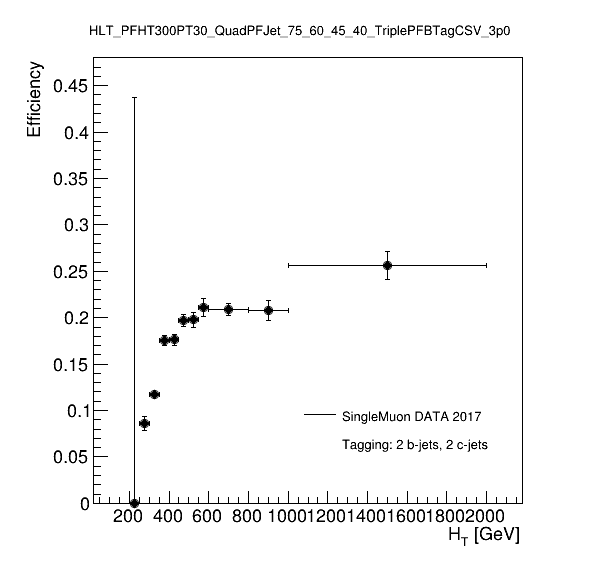 HLT_PFHT300PT30_QuadPFJet_75_60_45_40_TriplePFBTagCSV_3p0
Efficiency
0.45
0.4
0.35
0.3
0.25
0.2
0.15
0.1
0.05
0
SingleMuon DATA 2017
Tagging: 2 b-jets, 2 c-jets
200 400 600 800 1000 1200 1400 1600 1800 2000
H_T [GeV]